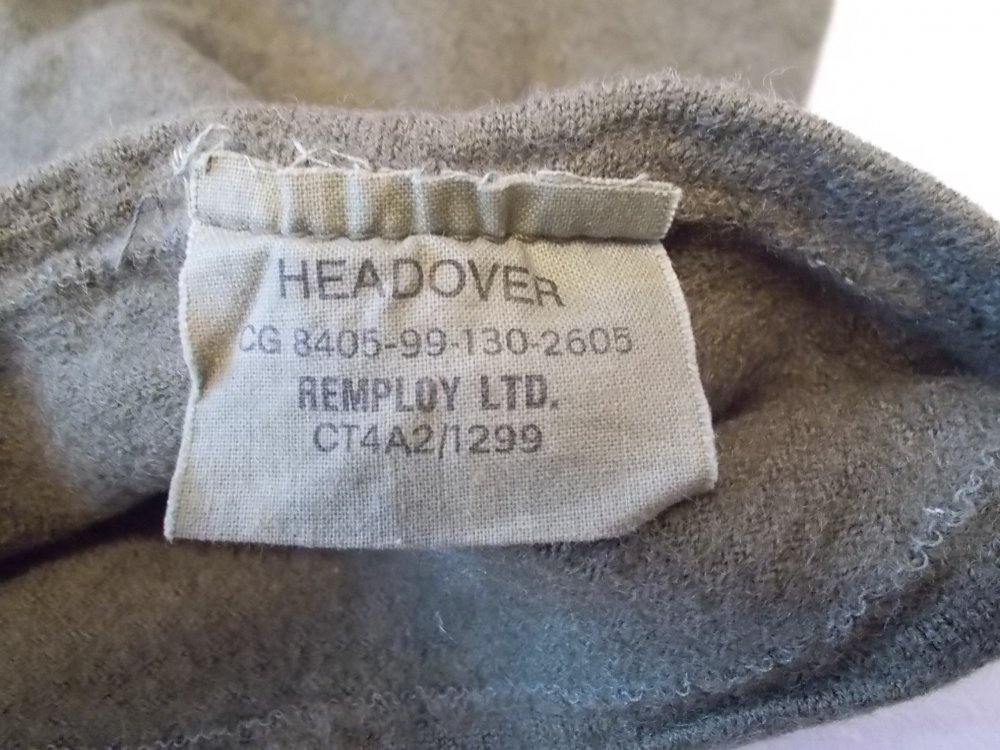 HEADOVER
CG 8405-99-130-2605
REMPLOY LTD.
CT4A2/1299